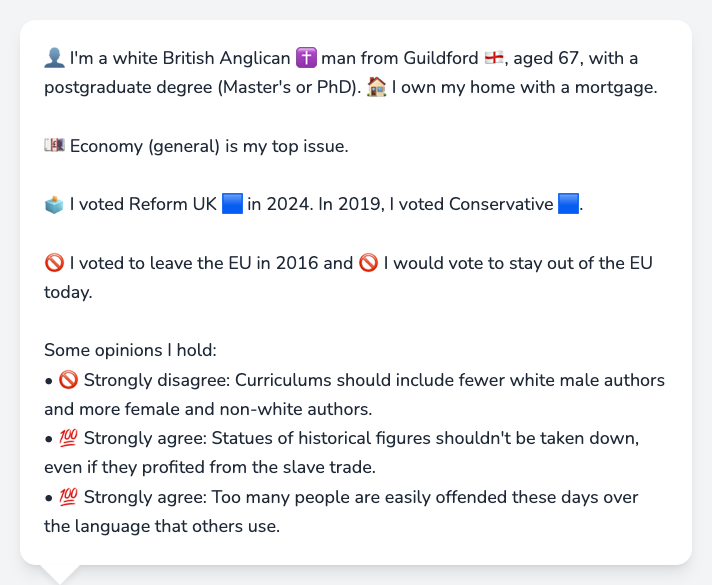 👤 I'm a white British Anglican ✝️ man from Guildford 🏴󠁧󠁢󠁥󠁮󠁧󠁿, aged 67, with a
postgraduate degree (Master's or PhD). 🏠 I own my home with a mortgage.
💷 Economy (general) is my top issue.
🗳️ I voted Reform UK 🟦 in 2024. In 2019, I voted Conservative 🟦.
🚫 I voted to leave the EU in 2016 and 🚫 I would vote to stay out of the EU
today.
Some opinions I hold:
• 🚫 Strongly disagree: Curriculums should include fewer white male authors
and more female and non-white authors.
• 💯 Strongly agree: Statues of historical figures shouldn't be taken down,
even if they profited from the slave trade.
• 💯 Strongly agree: Too many people are easily offended these days over
the language that others use.